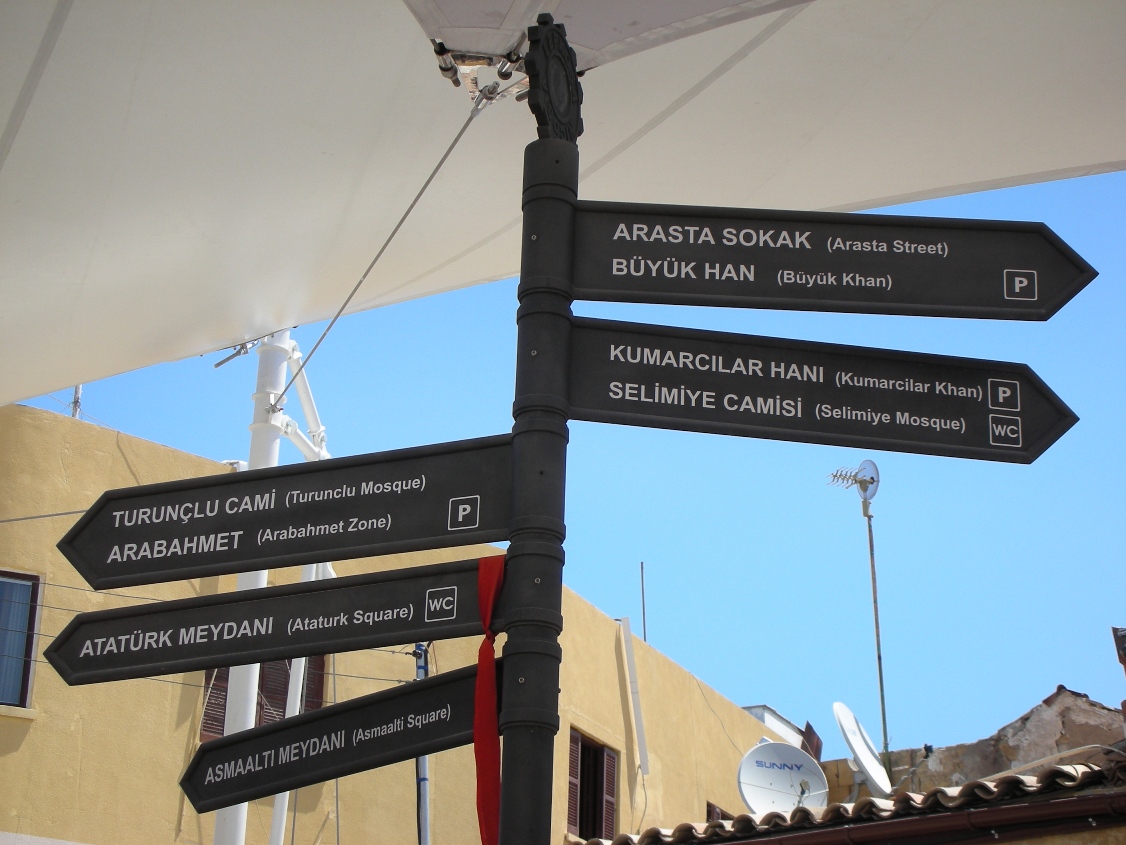 ARASTA SOKAK (Arasta Street)
BÜYÜK HAN (Büyük Khan)
P
KUMARCILAR HANI (Kumarcilar Khan) P
SELİMİYE CAMİSİ (Selimiye Mosque) WC
TURUNÇLU CAMİ (Turunclu Mosque)
ARABAHMET (Arabahmet Zone) P
ATATÜRK MEYDANI (Ataturk Square) WC
ASMAALTI MEYDANI (Asmaalti Square)
SUNNY